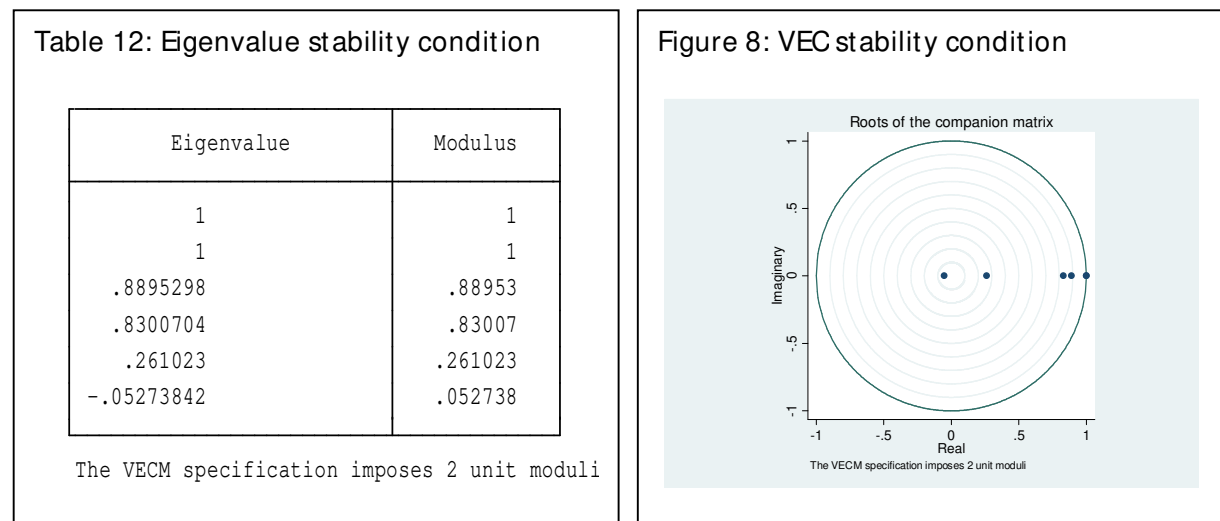 Table 12: Eigenvalue stability condition
Eigenvalue Modulus
1 1
1 1
.8895298 .88953
.8300704 .83007
.261023 .261023
-.05273842 .052738
The VECM specification imposes 2 unit moduli
Figure 8: VEC stability condition
Roots of the companion matrix
Imaginary
1
.5
0
-.5
-1
-1 -.5 0 .5 1
Real
The VECM specification imposes 2 unit moduli